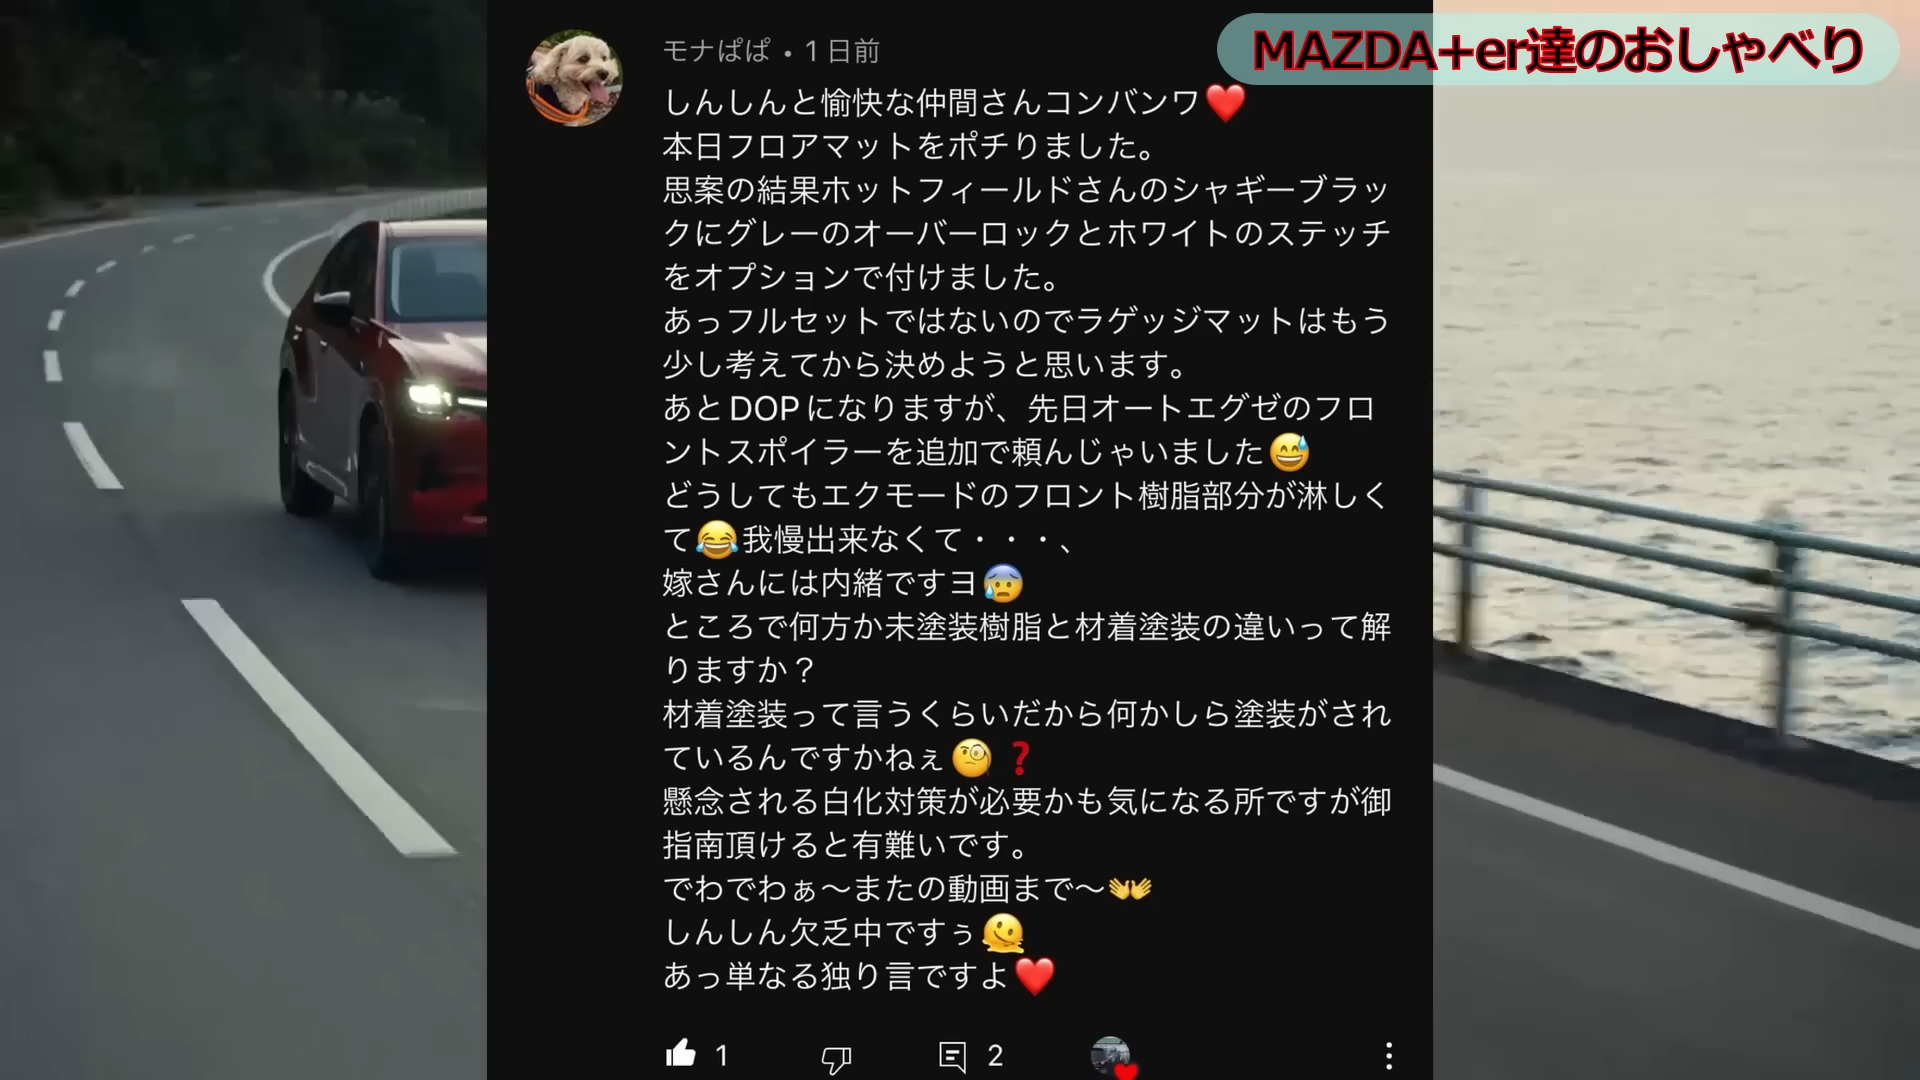 MAZDA+er達のおしゃべり
モナぱぱ・1日前
しんしんと愉快な仲間さんコンバンワ❤️
本日フロアマットをポチりました。
思案の結果ホットフィールドさんのシャギーブラッ
クにグレーのオーバーロックとホワイトのステッチ
をオプションで付けました。
あっフルセットではないのでラゲッジマットはもう
少し考えてから決めようと思います。
あとDOPになりますが、先日オートエグゼのフロ
ントスポイラーを追加で頼んじゃいました😅
どうしてもエクモードのフロント樹脂部分が淋しく
て😂我慢出来なくて・・・、
嫁さんには内緒ですヨ😰
ところで何方か未塗装樹脂と材着塗装の違いって解
りますか？
材着塗装って言うくらいだから何かしら塗装がされ
ているんですかねぇ🧐❓
懸念される白化対策が必要かも気になる所ですが御
指南頂けると有難いです。
でわでわぁ〜またの動画まで〜👐
しんしん欠乏中ですぅ🫠
あっ単なる独り言ですよ❤️
1
2